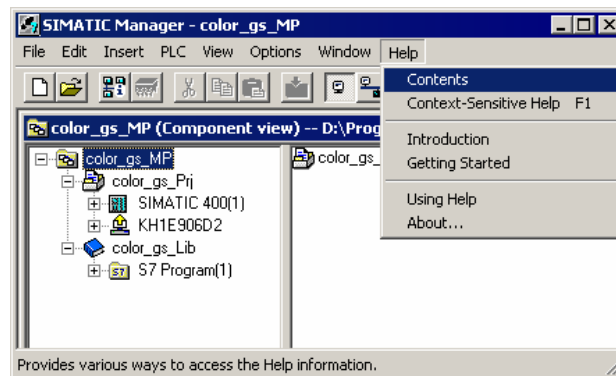 SIMATIC Manager - color_gs_MP
File Edit Insert PLC View Options Window Help
Contents
Context-Sensitive Help F1
Introduction
Getting Started
Using Help
About...
color_gs_MP (Component view) -- D:\Prog
color_gs_MP
color_gs_Prj
SIMATIC 400(1)
KH1E906D2
color_gs_Lib
S7 Program(1)
color_gs_
Provides various ways to access the Help information.